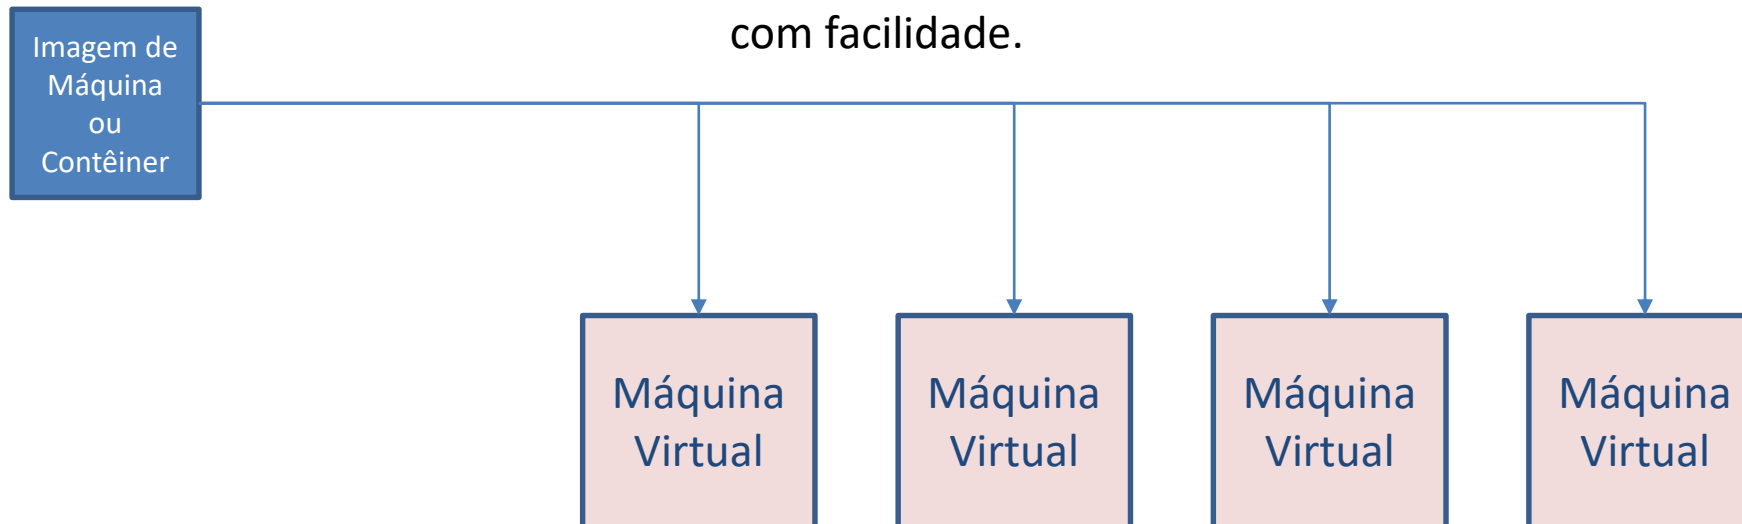 com facilidade.
Imagem de
Máquina
ou
Contêiner
Máquina
Virtual
Máquina
Virtual
Máquina
Virtual
Máquina
Virtual